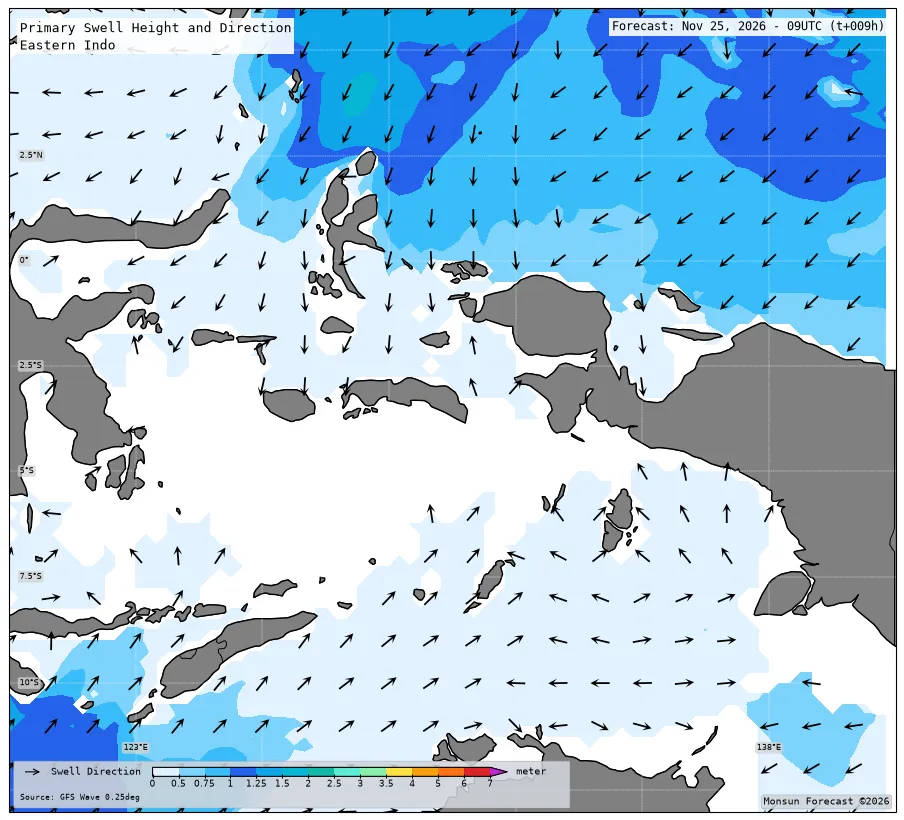 Primary Swell Height and Direction
Eastern Indo
Forecast: Nov 25, 2026 - 09UTC (t+009h)
2.5°N
0°
2.5°S
5°S
7.5°S
10°S
123°E
138°E
Swell Direction
0 0.5 0.75 1 1.25 1.5 2 2.5 3 3.5 4 5 6 7
meter
Source: GFS Wave 0.25deg
Monsun Forecast ©2026